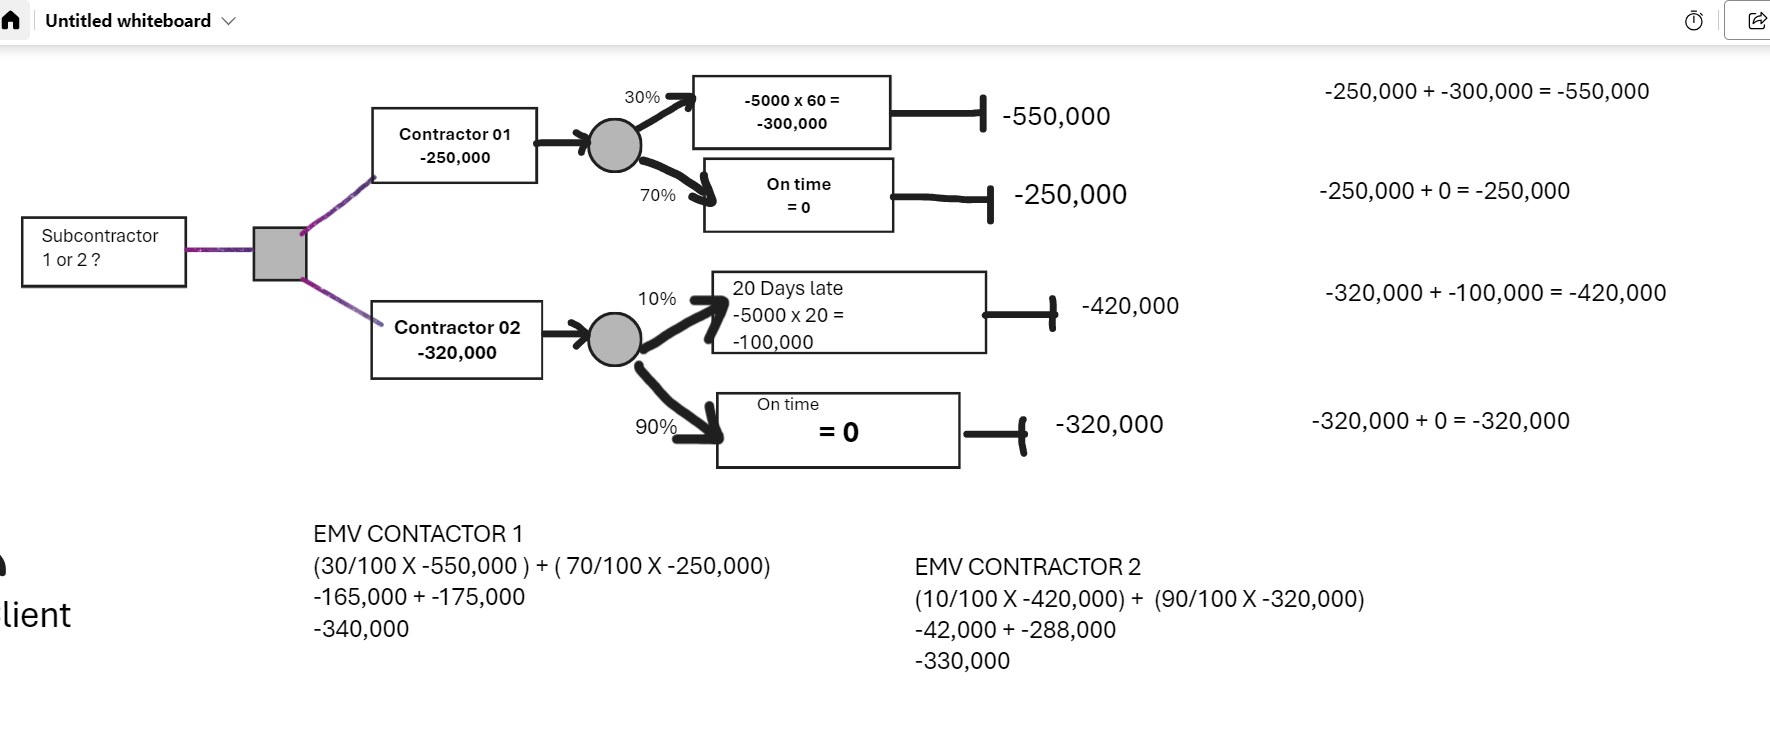 Untitled whiteboard
Subcontractor
1 or 2 ?
Contractor 01
-250,000
30%
-5000 x 60 =
-300,000
-550,000
-250,000 + -300,000 = -550,000
70%
On time
= 0
-250,000
-250,000 + 0 = -250,000
Contractor 02
-320,000
10%
20 Days late
-5000 x 20 =
-100,000
-420,000
-320,000 + -100,000 = -420,000
90%
On time
= 0
-320,000
-320,000 + 0 = -320,000
EMV CONTACTOR 1
(30/100 X -550,000 ) + ( 70/100 X -250,000)
-165,000 + -175,000
-340,000
EMV CONTRACTOR 2
(10/100 X -420,000) + (90/100 X -320,000)
-42,000 + -288,000
-330,000
lient